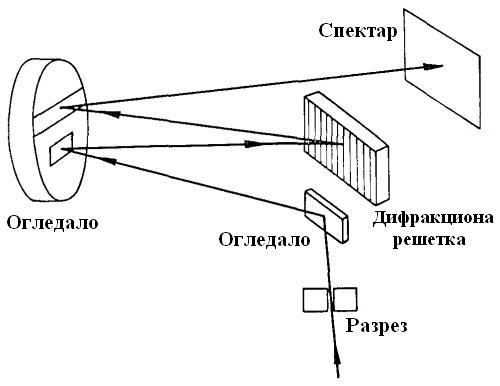 Спектар
Огледало
Огледало
Дифракциона
решетка
Разрез